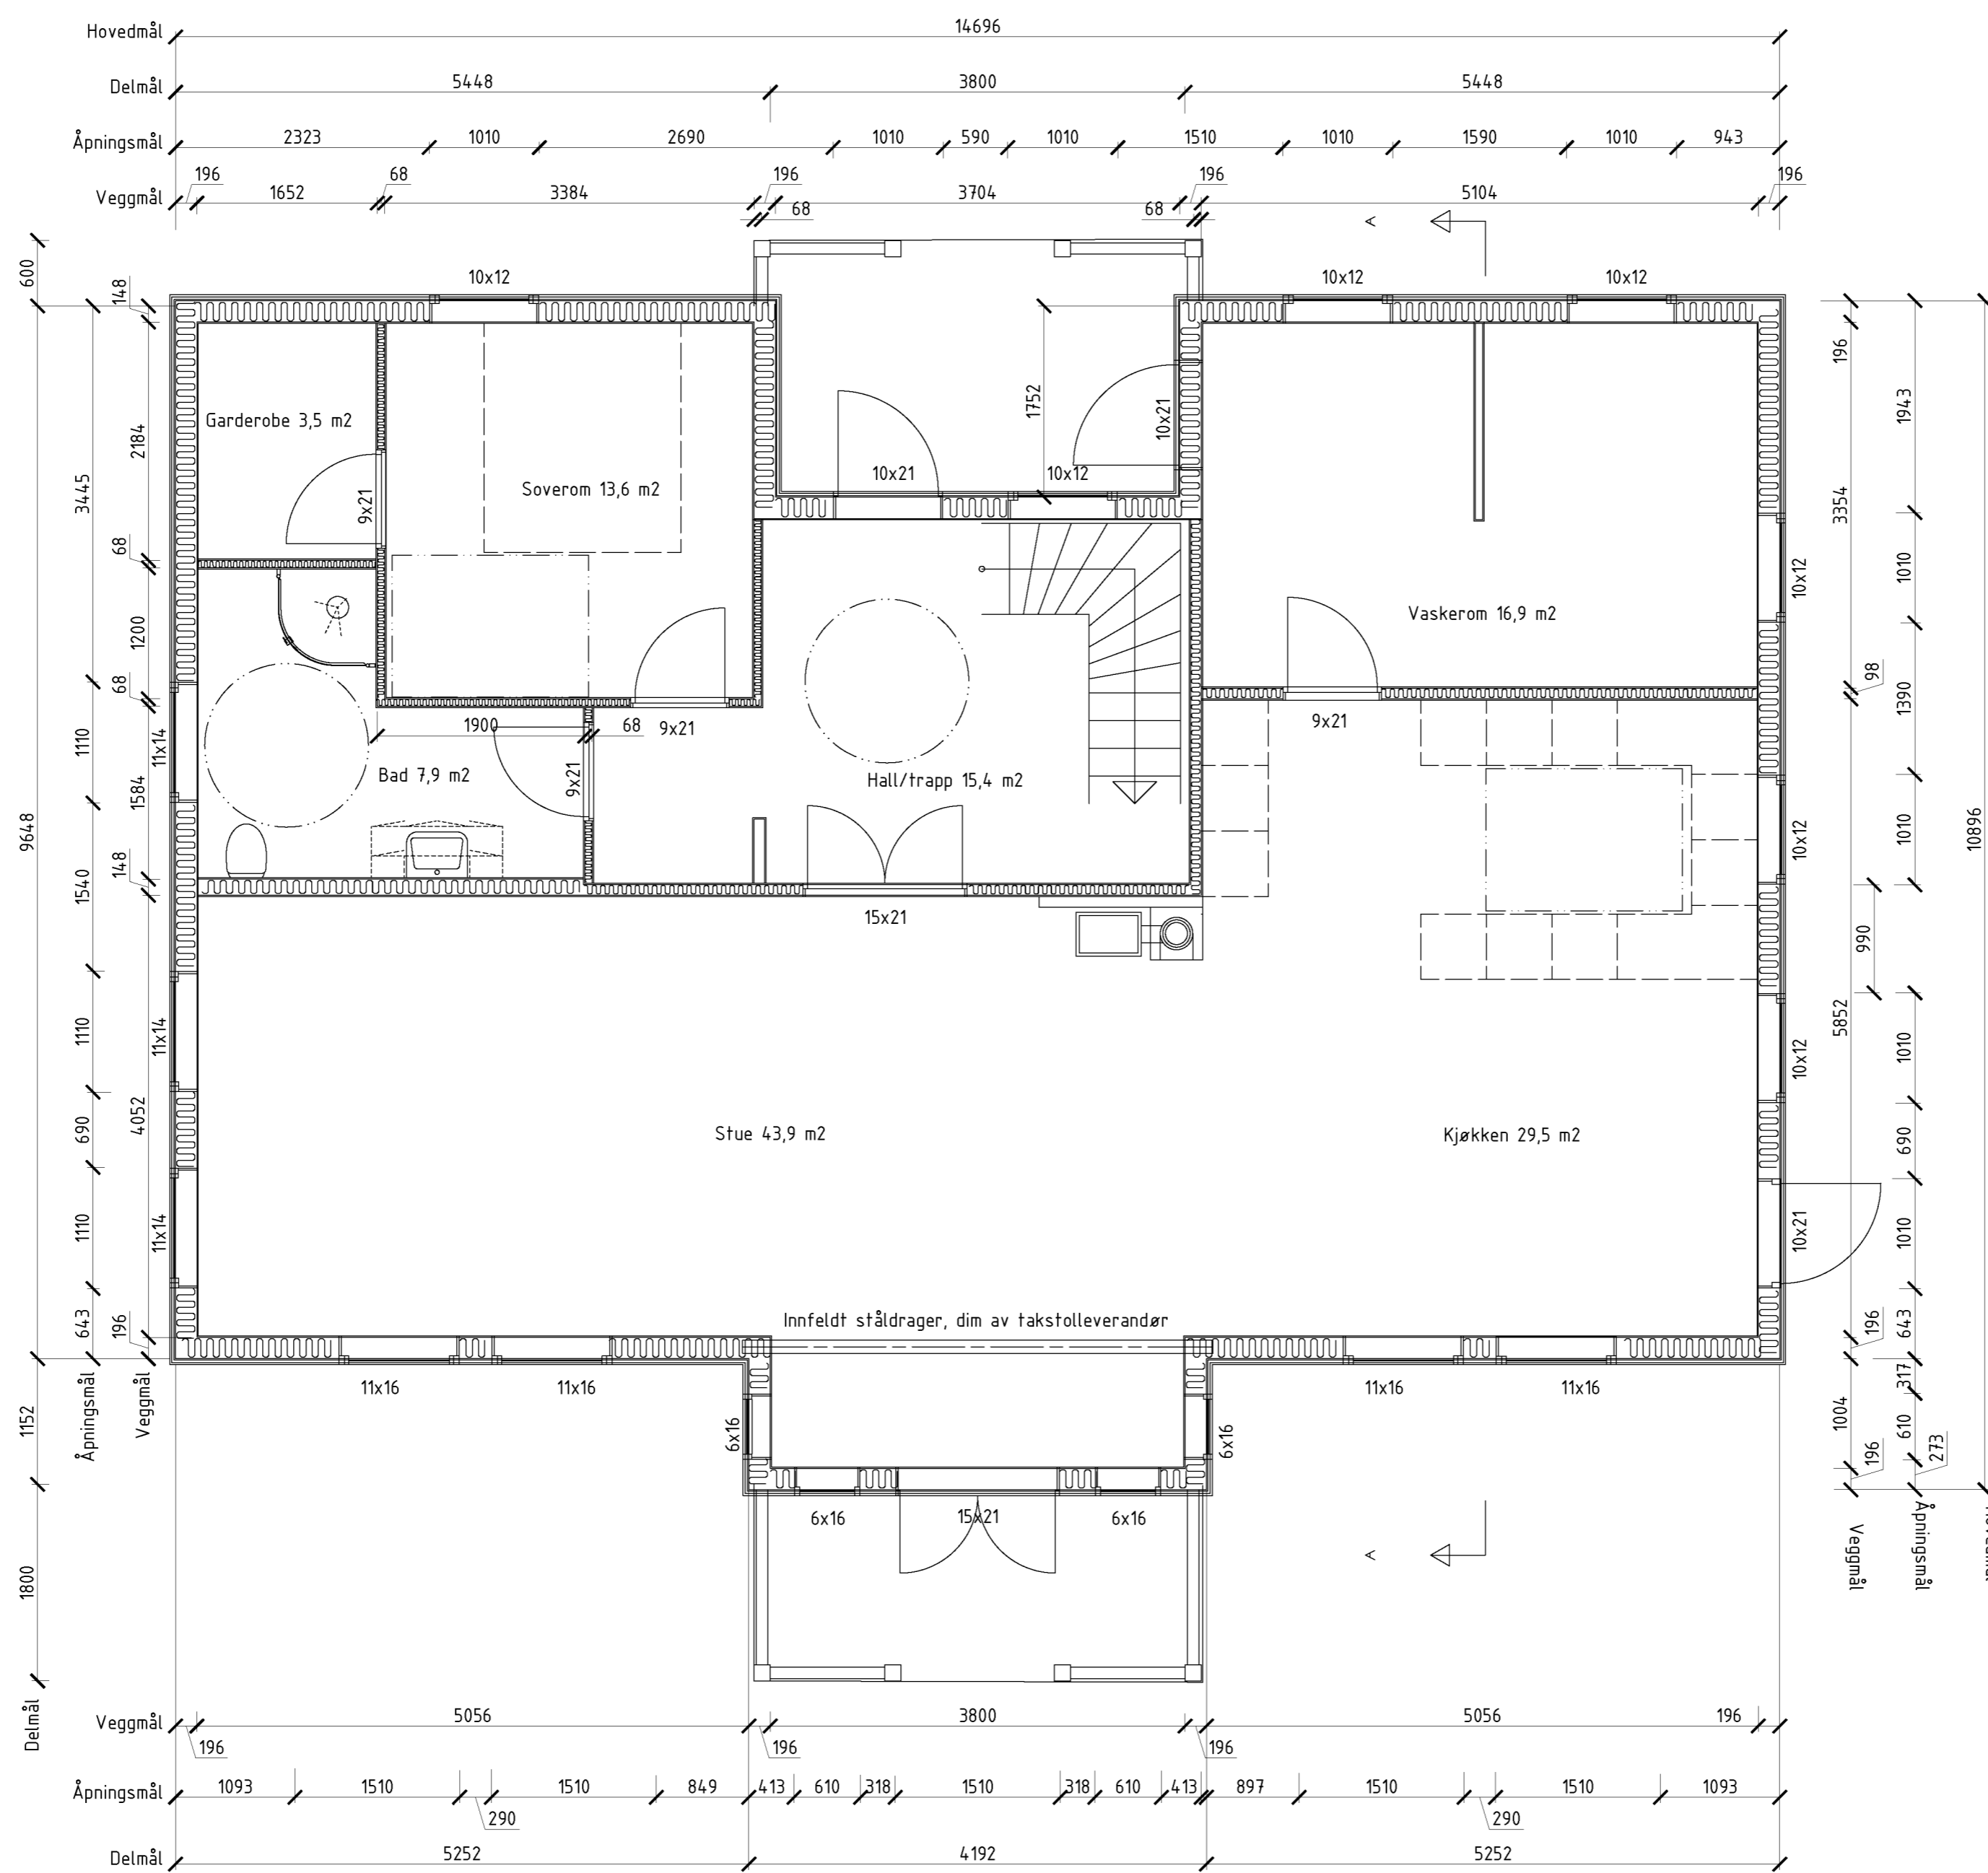 Hovedmål 14696
Delmål 5448 3800 5448
Åpningsmål 2323 1010 2690 1010 590 1010 1510 1010 1590 1010 943
196 68 196 196 196
Veggmål 1652 3384 3704 5104
68 68
A
600
148
10x12 10x12 10x12
196
1752
10x21
1943
10896
Garderobe 3,5 m2
2184
3445
9x21
Soverom 13,6 m2
10x21 10x12
3354
1010
10x12
68
1200
68
Vaskerom 16,9 m2
98
1390
1900 68 9x21
9x21
1110
11x14
1584
Bad 7,9 m2
9x21
Hall/trapp 15,4 m2
1010
10x12
9648
1540
148
15x21
990
1110
11x14
5852
1010
10x12
690
4052
Stue 43,9 m2
Kjøkken 29,5 m2
690
1110
11x14
10x21
1010
643
196
Innfeldt ståldrager, dim av takstolleverandør
196
643
11x16 11x16 11x16 11x16
1152
Åpningsmål
Veggmål
6x16
6x16
1004
317
610
196
273
6x16 15x21 6x16
Veggmål
Åpningsmål
A
1800
Delmål
Veggmål 5056 3800 5056 196
196 196 196
Åpningsmål 1093 1510 1510 849 413 610 318 1510 318 610 413 897 1510 1510 1093
290 290
Delmål 5252 4192 5252